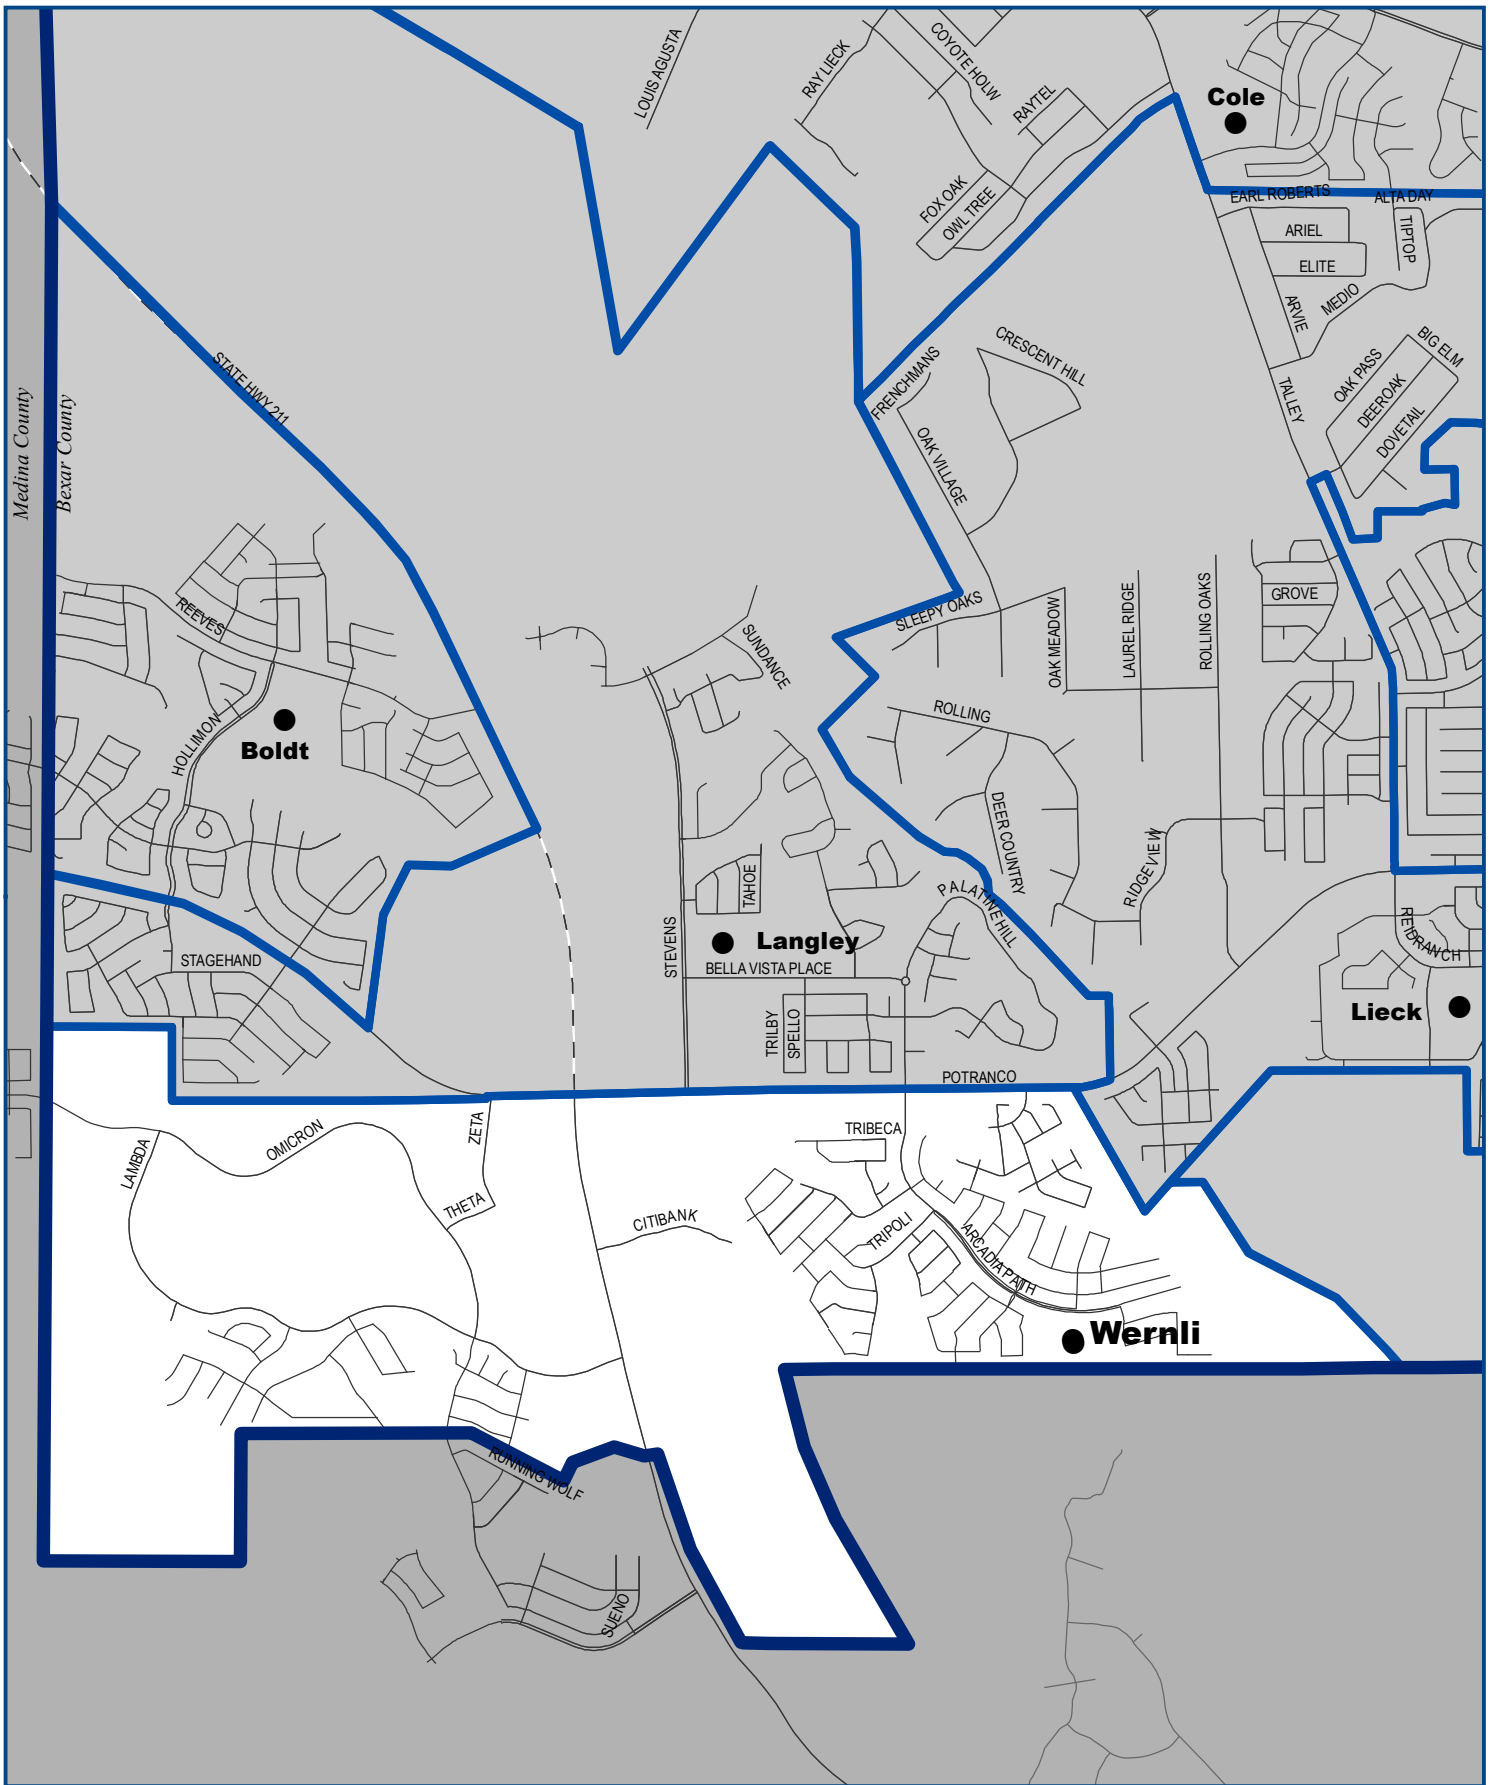 LOUIS AGUSTA
RAY LIECK
COYOTE HOLW
RAYTEL
Cole
FOX OAK
OWL TREE
EARL ROBERTS
ALTA DAY
ARIEL
TIPTOP
ELITE
ARVIE
MEDIO
STATE HWY 211
FRENCHMANS
CRESCENT HILL
BIG ELM
OAK PASS
DEEROAK
DOVETAIL
TALLEY
Medina County
Bexar County
OAK VILLAGE
REEVES
SLEEPY OAKS
SUNDANCE
OAK MEADOW
LAUREL RIDGE
ROLLING OAKS
GROVE
HOLLIMON
Boldt
ROLLING
DEER COUNTRY
RIDGEVIEW
TAHOE
PALATINE HILL
STEVENS
Langley
BELLA VISTA PLACE
STAGEHAND
REIDRANCH
Lieck
TRILBY
SPELLO
POTRANCO
ZETA
OMICRON
LAMBDA
TRIBECA
THETA
CITIBANK
TRIPOLI
ARCADIA PATH
Wernli
RUNNING WOLF
SUENO